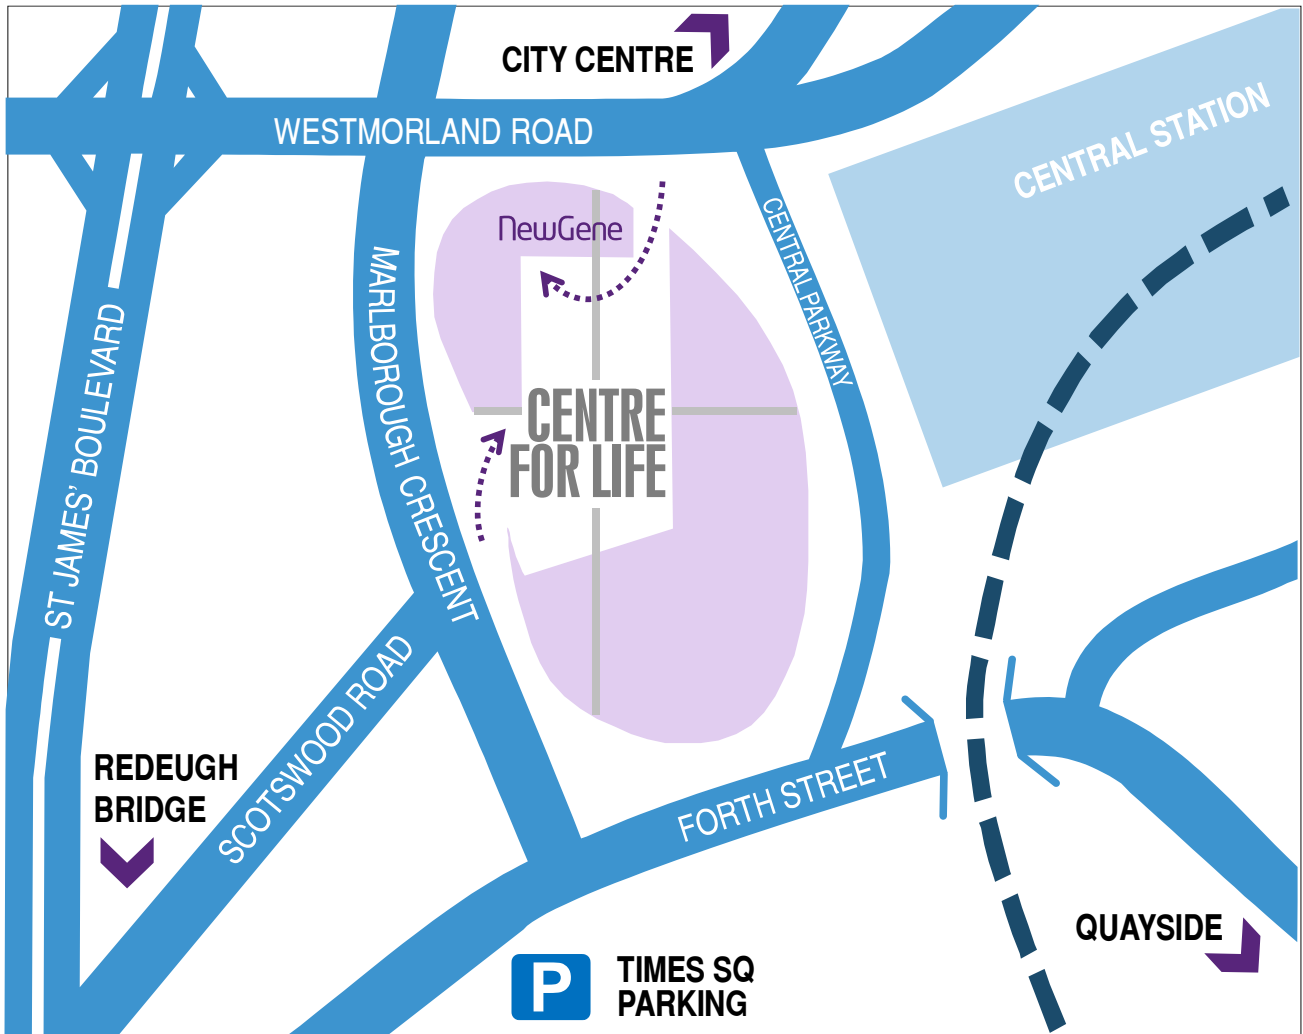 CITY CENTRE
WESTMORLAND ROAD
CENTRAL STATION
NewGene
CENTRAL PARKWAY
MARLBOROUGH CRESCENT
ST JAMES' BOULEVARD
CENTRE
FOR LIFE
SCOTSWOOD ROAD
REDEUGH
BRIDGE
FORTH STREET
QUAYSIDE
P
TIMES SQ
PARKING